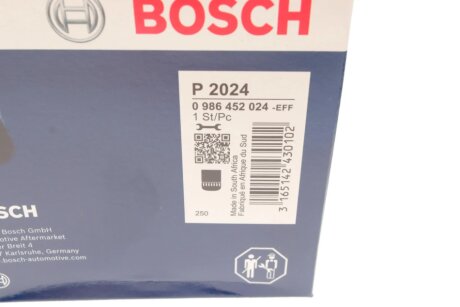 BOSCH
P 2024
0 986 452 024 -EFF
1 St/Pc
250
Made in South Africa
Fabriqué en Afrique du Sud
3 165142 430102
BOSCH
Bosch GmbH
motive Aftermarket
Breit 4
Karlsruhe, Germany
bosch-automotive.com